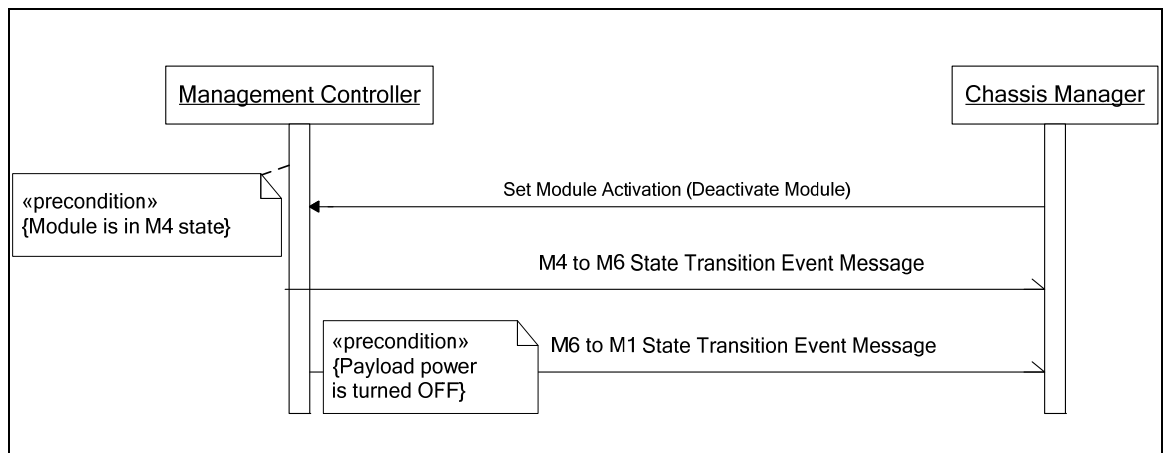 Management Controller
Chassis Manager
«precondition»
{Module is in M4 state}
Set Module Activation (Deactivate Module)
M4 to M6 State Transition Event Message
«precondition»
{Payload power
is turned OFF}
M6 to M1 State Transition Event Message